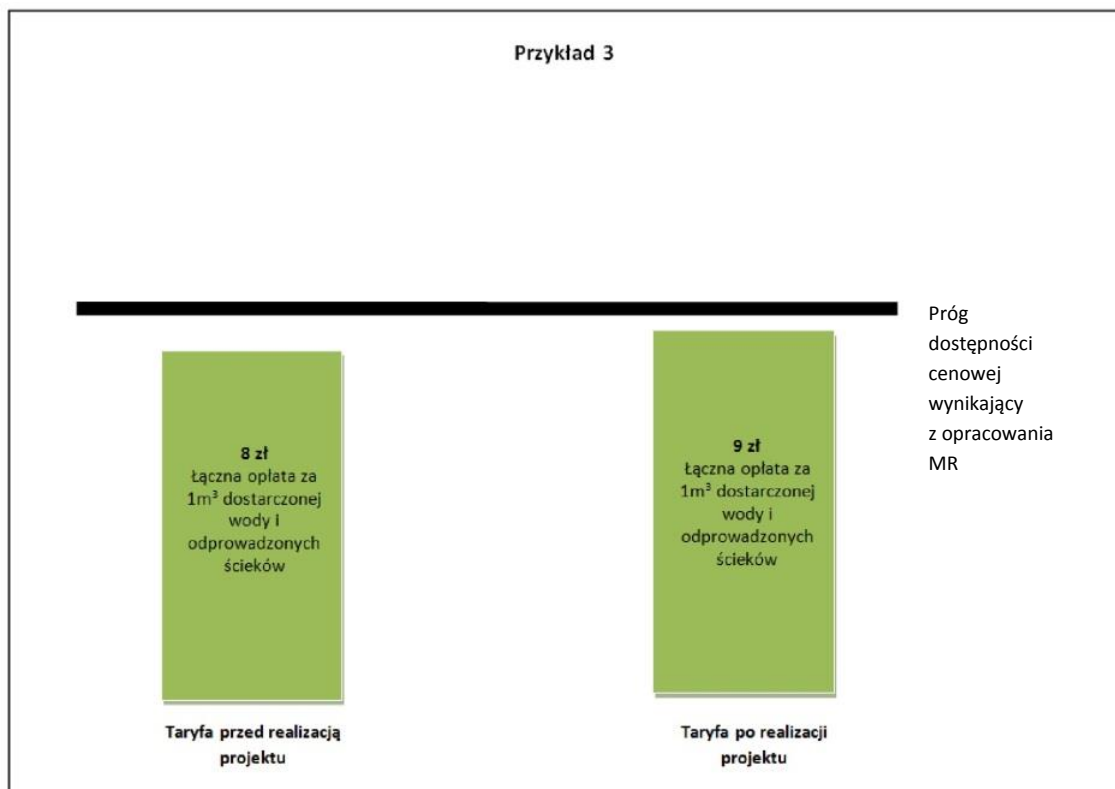 Przykład 3
Próg
dostępności
cenowej
wynikający
z opracowania
MR
8 zł
Łączna opłata za
1m³ dostarczonej
wody i
odprowadzonych
ścieków
9 zł
Łączna opłata za
1m³ dostarczonej
wody i
odprowadzonych
ścieków
Taryfa przed realizacją
projektu
Taryfa po realizacji
projektu